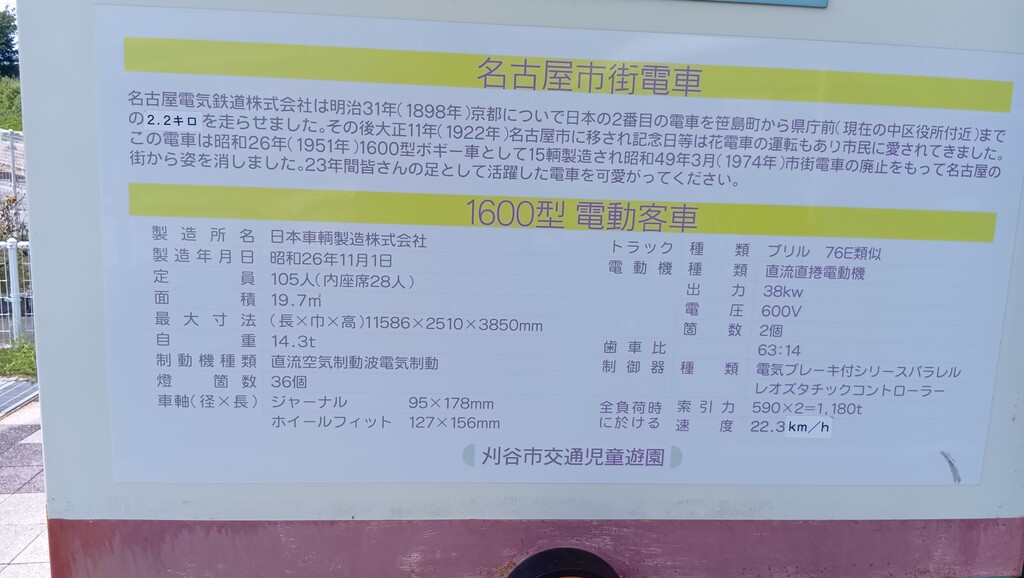 名古屋市街電車
名古屋電気鉄道株式会社は明治31年(1898年)京都について日本の2番目の電車を笹島町から県庁前(現在の中区役所付近)まで
の2.2キロを走らせました。その後大正11年(1922年)名古屋市に移され記念日等は花電車の運転もあり市民に愛されてきました。
この電車は昭和26年(1951年)1600型ボギー車として15輌製造され昭和49年3月(1974年)市街電車の廃止をもって名古屋の
街から姿を消しました。23年間皆さんの足として活躍した電車を可愛がってください。
1600型 電動客車
製造所名 日本車輌製造株式会社
製造年月日 昭和26年11月1日
定員 105人(内座席28人)
面積 19.7㎡
最大寸法 (長×巾×高)11586×2510×3850mm
自重 14.3t
制動機種類 直流空気制動波電気制動
燈箇数 36個
車軸(径×長) ジャーナル 95×178mm
ホイールフィット 127×156mm
トラック 種類 ブリル 76E類似
電動機 種類 直流直捲電動機
出力 38kw
電圧 600V
箇数 2個
歯車比 63:14
制御器 種類 電気ブレーキ付シリースパラレル
レオズタチックコントローラー
全負荷時 索引力 590×2=1,180t
に於ける 速度 22.3km/h
刈谷市交通児童遊園